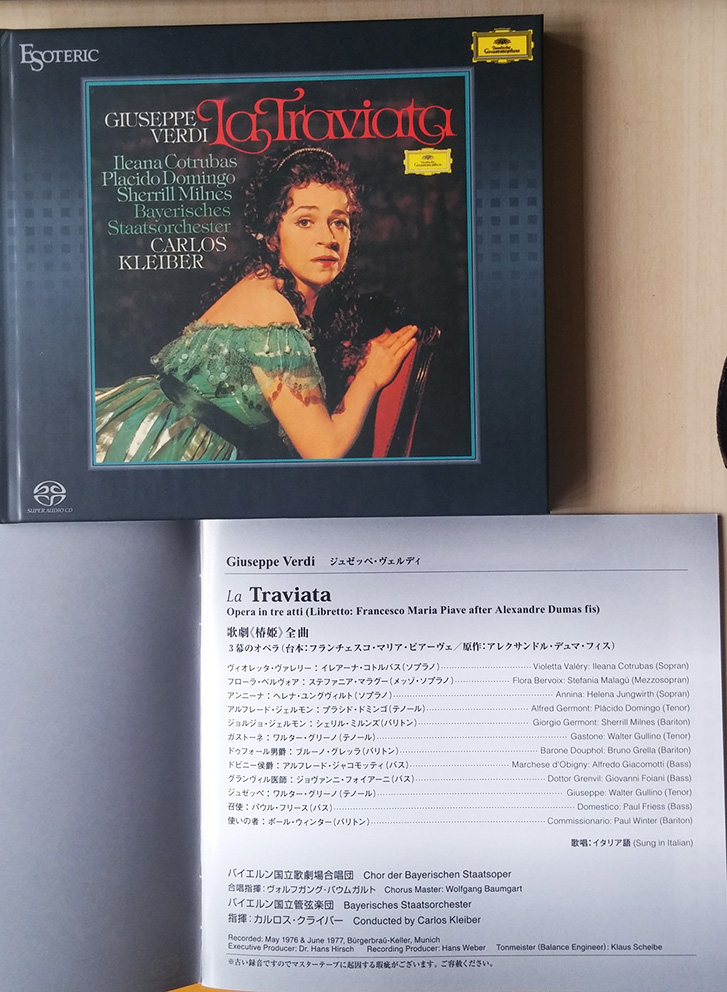 ESOTERIC
Deutsche
Grammophon
GIUSEPPE
VERDI La Traviata
Deutsche
Grammophon
Ileana Cotrubas
Placido Domingo
Sherrill Milnes
Bayerisches
Staatsorchester
CARLOS
KLEIBER
SUPER AUDIO CD
Giuseppe Verdi ジュゼッペ・ヴェルディ
La Traviata
Opera in tre atti (Libretto: Francesco Maria Piave after Alexandre Dumas fis)
歌劇《椿姫》全曲
3幕のオペラ(台本:フランチェスコ・マリア・ピアーヴェ/原作:アレクサンドル・デュマ・フィス)
ヴィオレッタ・ヴァレリー:イレアーナ・コトルバス(ソプラノ) Violetta Valéry: Ileana Cotrubas (Sopran)
フローラ・ベルヴォア:ステファニア・マラグー(メッゾ・ソプラノ) Flora Bervoix: Stefania Malagú (Mezzosopran)
アンニーナ:ヘレナ・ユングヴィルト(ソプラノ) Annina: Helena Jungwirth (Sopran)
アルフレード・ジェルモン:プラシド・ドミンゴ(テノール) Alfred Germont: Plácido Domingo (Tenor)
ジョルジョ・ジェルモン:シェリル・ミルンズ(バリトン) Giorgio Germont: Sherrill Milnes (Bariton)
ガストーネ:ワルター・グリーノ(テノール) Gastone: Walter Gullino (Tenor)
ドゥフォール男爵:ブルーノ・グレッラ(バリトン) Barone Douphol: Bruno Grella (Bariton)
ドビニー侯爵:アルフレード・ジャコモッティ(バス) Marchese d'Obigny: Alfredo Giacomotti (Bass)
グランヴィル医師:ジョヴァンニ・フォイアーニ(バス) Dottor Grenvil: Giovanni Foiani (Bass)
ジュゼッペ:ワルター・グリーノ(テノール) Giuseppe: Walter Gullino (Tenor)
召使:パウル・フリース(バス) Domestico: Paul Friess (Bass)
使いの者:ポール・ウィンター(バリトン) Commissionario: Paul Winter (Bariton)
歌唱:イタリア語 (Sung in Italian)
バイエルン国立歌劇場合唱団 Chor der Bayerischen Staatsoper
合唱指揮:ヴォルフガング・バウムガルト Chorus Master: Wolfgang Baumgart
バイエルン国立管弦楽団 Bayerisches Staatsorchester
指揮:カルロス・クライバー Conducted by Carlos Kleiber
Recorded: May 1976 & June 1977, Bürgerbraü-Keller, Munich
Executive Producer: Dr. Hans Hirsch Recording Producer: Hans Weber Tonmeister (Balance Engineer): Klaus Scheibe
※古い録音ですのでマスターテープに起因する瑕疵がございます。ご容赦ください。